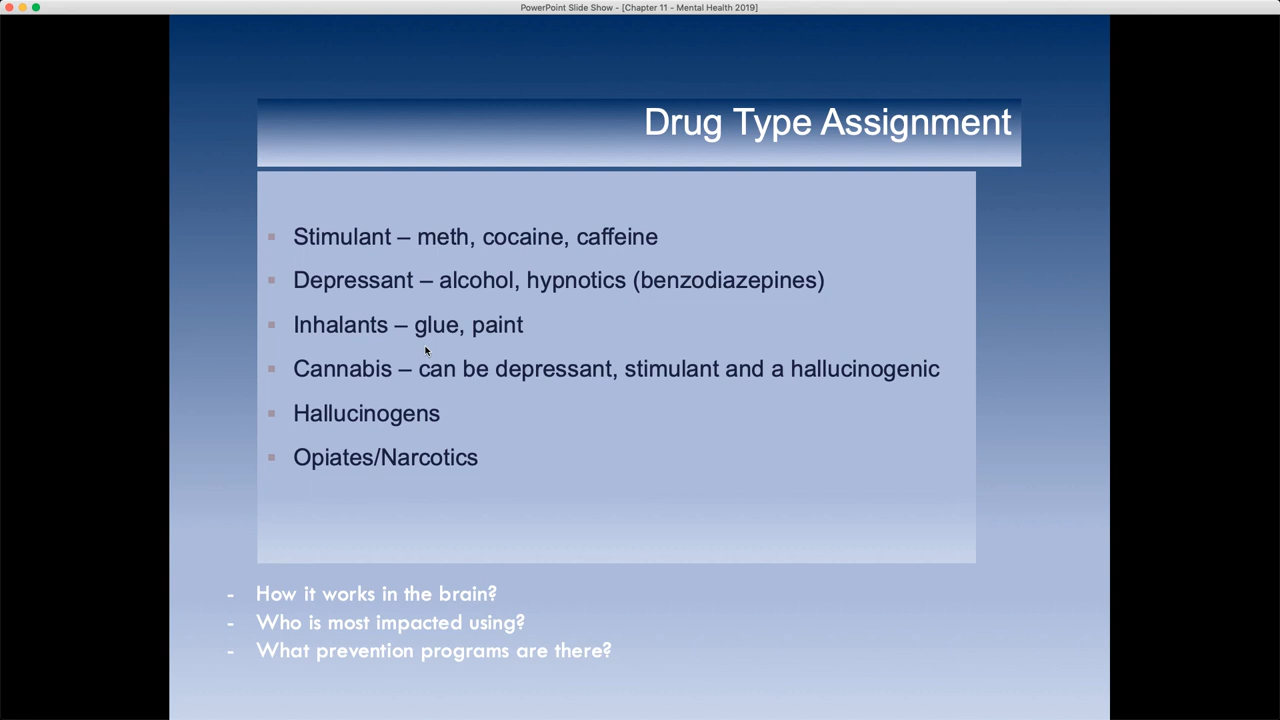 PowerPoint Slide Show - [Chapter 11 - Mental Health 2019]
Drug Type Assignment
▪ Stimulant – meth, cocaine, caffeine
▪ Depressant – alcohol, hypnotics (benzodiazepines)
▪ Inhalants – glue, paint
▪ Cannabis – can be depressant, stimulant and a hallucinogenic
▪ Hallucinogens
▪ Opiates/Narcotics
- How it works in the brain?
- Who is most impacted using?
- What prevention programs are there?